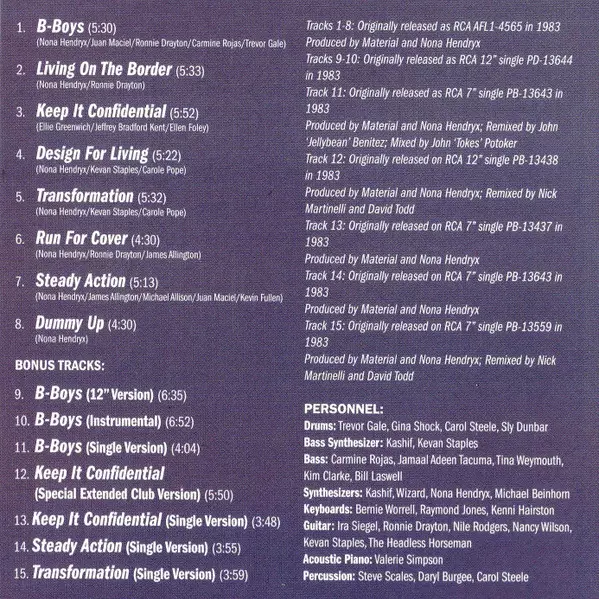 1. B-Boys (5:30)
(Nona Hendryx/Juan Maciel/Ronnie Drayton/Carmine Rojas/Trevor Gale)
2. Living On The Border (5:33)
(Nona Hendryx/Ronnie Drayton)
3. Keep It Confidential (5:52)
(Ellie Greenwich/Jeffrey Bradford Kent/Ellen Foley)
4. Design For Living (5:22)
(Nona Hendryx/Kevan Staples/Carole Pope)
5. Transformation (5:32)
(Nona Hendryx/Kevan Staples/Carole Pope)
6. Run For Cover (4:30)
(Nona Hendryx/Ronnie Drayton/James Allington)
7. Steady Action (5:13)
(Nona Hendryx/James Allington/Michael Allison/Juan Maciel/Kevin Fullen)
8. Dummy Up (4:30)
(Nona Hendryx)
BONUS TRACKS:
9. B-Boys (12" Version) (6:35)
10. B-Boys (Instrumental) (6:52)
11. B-Boys (Single Version) (4:04)
12. Keep It Confidential
(Special Extended Club Version) (5:50)
13. Keep It Confidential (Single Version) (3:48)
14. Steady Action (Single Version) (3:55)
15. Transformation (Single Version) (3:59)
Tracks 1-8: Originally released as RCA AFL1-4565 in 1983
Produced by Material and Nona Hendryx
Tracks 9-10: Originally released as RCA 12" single PD-13644
in 1983
Track 11: Originally released as RCA 7" single PB-13643 in
1983
Produced by Material and Nona Hendryx; Remixed by John
'Jellybean' Benitez; Mixed by John 'Tokes' Potoker
Track 12: Originally released on RCA 12" single PB-13438
in 1983
Produced by Material and Nona Hendryx; Remixed by Nick
Martinelli and David Todd
Track 13: Originally released on RCA 7" single PB-13437 in
1983
Produced by Material and Nona Hendryx
Track 14: Originally released on RCA 7" single PB-13643 in
1983
Produced by Material and Nona Hendryx
Track 15: Originally released on RCA 7" single PB-13559 in
1983
Produced by Material and Nona Hendryx; Remixed by Nick
Martinelli and David Todd
PERSONNEL:
Drums: Trevor Gale, Gina Shock, Carol Steele, Sly Dunbar
Bass Synthesizer: Kashif, Kevan Staples
Bass: Carmine Rojas, Jamaal Adeen Tacuma, Tina Weymouth,
Kim Clarke, Bill Laswell
Synthesizers: Kashif, Wizard, Nona Hendryx, Michael Beinhorn
Keyboards: Bernie Worrell, Raymond Jones, Kenni Hairston
Guitar: Ira Siegel, Ronnie Drayton, Nile Rodgers, Nancy Wilson,
Kevan Staples, The Headless Horseman
Acoustic Piano: Valerie Simpson
Percussion: Steve Scales, Daryl Burgee, Carol Steele